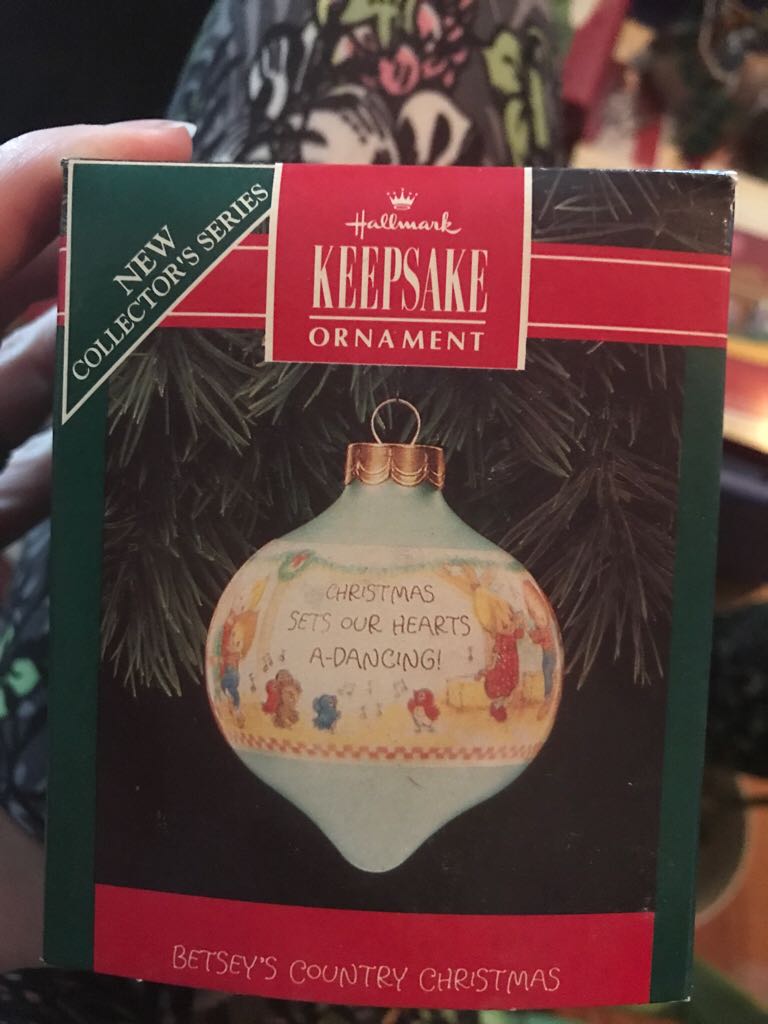 NEW
COLLECTOR'S SERIES
Hallmark
KEEPSAKE
ORNAMENT
CHRISTMAS
SETS OUR HEARTS
A-DANCING!
BETSEY'S COUNTRY CHRISTMAS